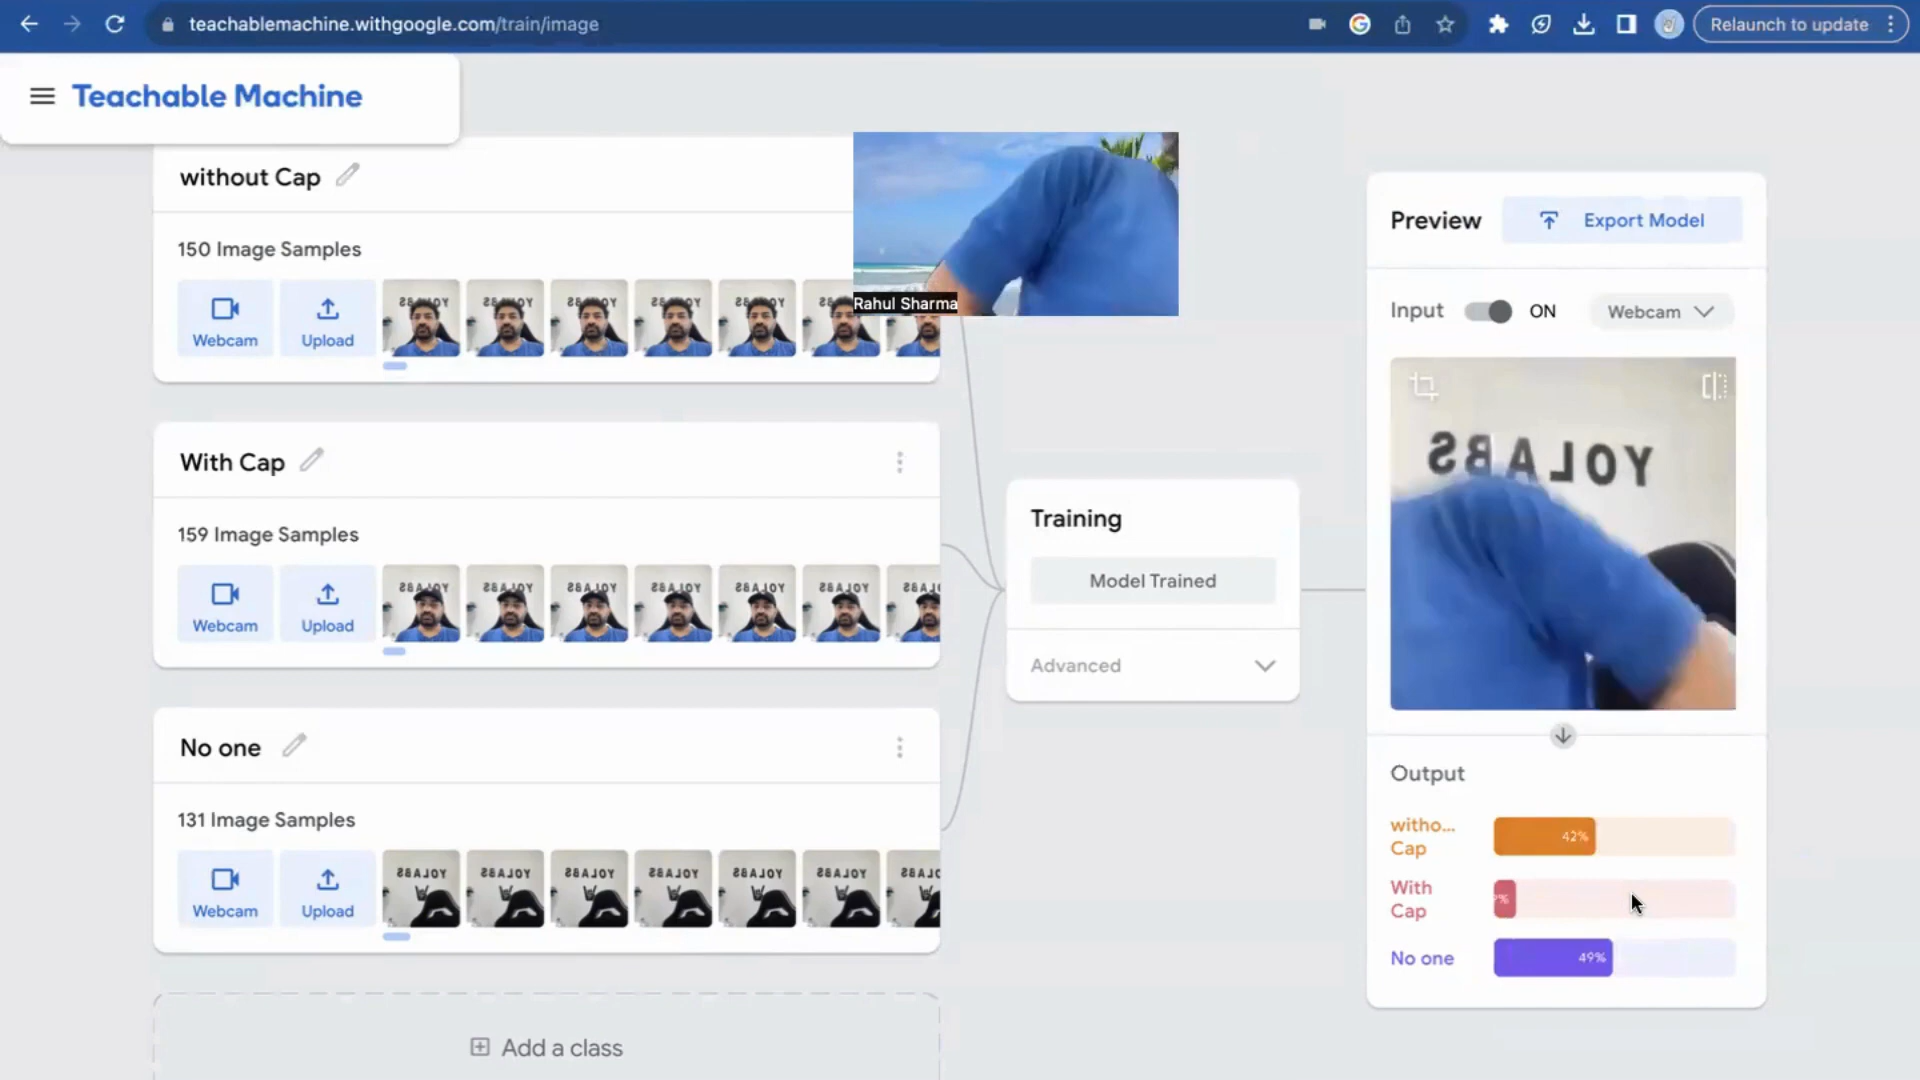 teachablemachine.withgoogle.com/train/image
Relaunch to update
Teachable Machine
without Cap
150 Image Samples
Webcam
Upload
Rahul Sharma
With Cap
159 Image Samples
Webcam
Upload
No one
131 Image Samples
Webcam
Upload
Add a class
Training
Model Trained
Advanced
Preview
Export Model
Input
ON
Webcam
YOLABS
Output
witho...
Cap
42%
With
Cap
No one
49%